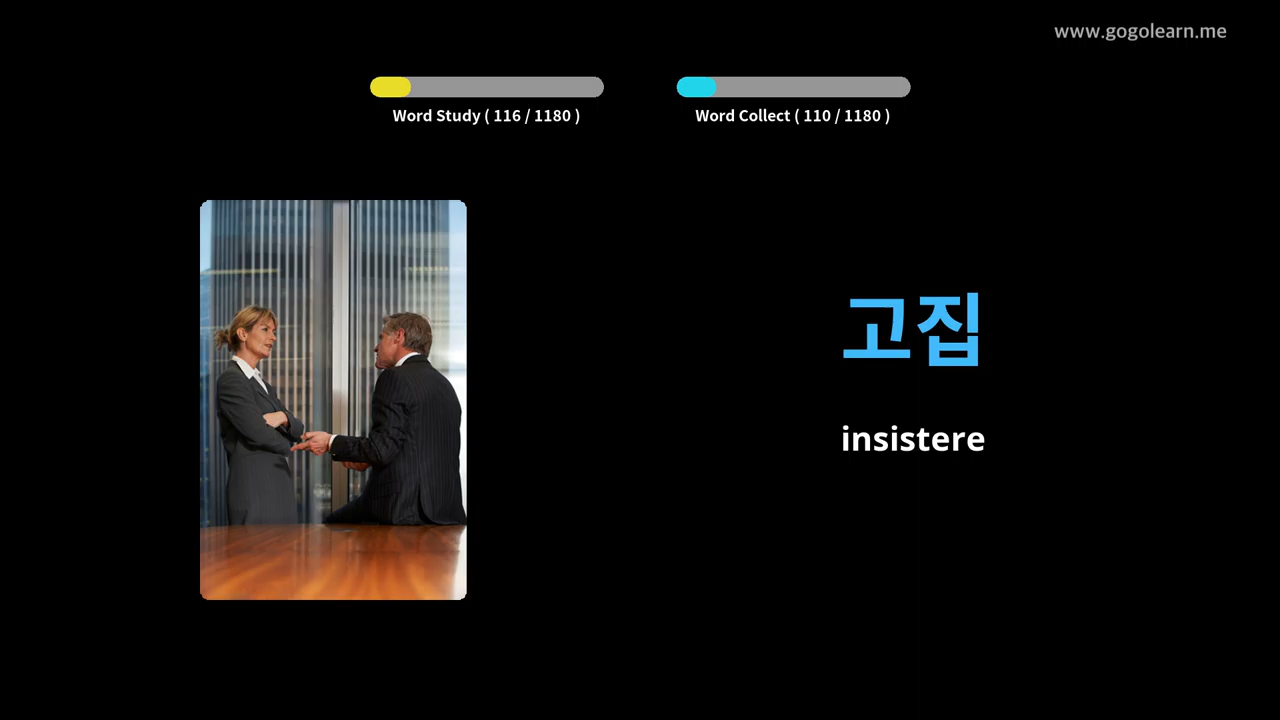 www.gogolearn.me
Word Study ( 116 / 1180 )
Word Collect ( 110 / 1180 )
고집
insistere